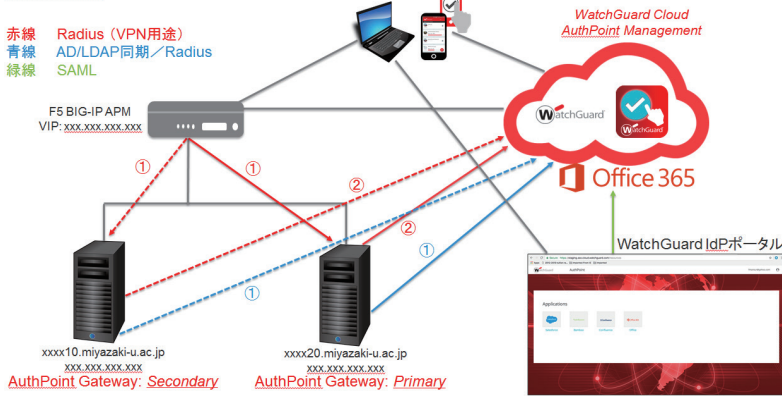 赤線 Radius（VPN用途）
青線 AD/LDAP同期／Radius
緑線 SAML
WatchGuard Cloud
AuthPoint Management
F5 BIG-IP APM
VIP: xxx.xxx.xxx.xxx
WatchGuard
WatchGuard
①
①
②
②
①
①
Office 365
WatchGuard IdPポータル
AuthPoint
Applications
xxxx10.miyazaki-u.ac.jp
xxx.xxx.xxx.xxx
AuthPoint Gateway: Secondary
xxxx20.miyazaki-u.ac.jp
xxx.xxx.xxx.xxx
AuthPoint Gateway: Primary